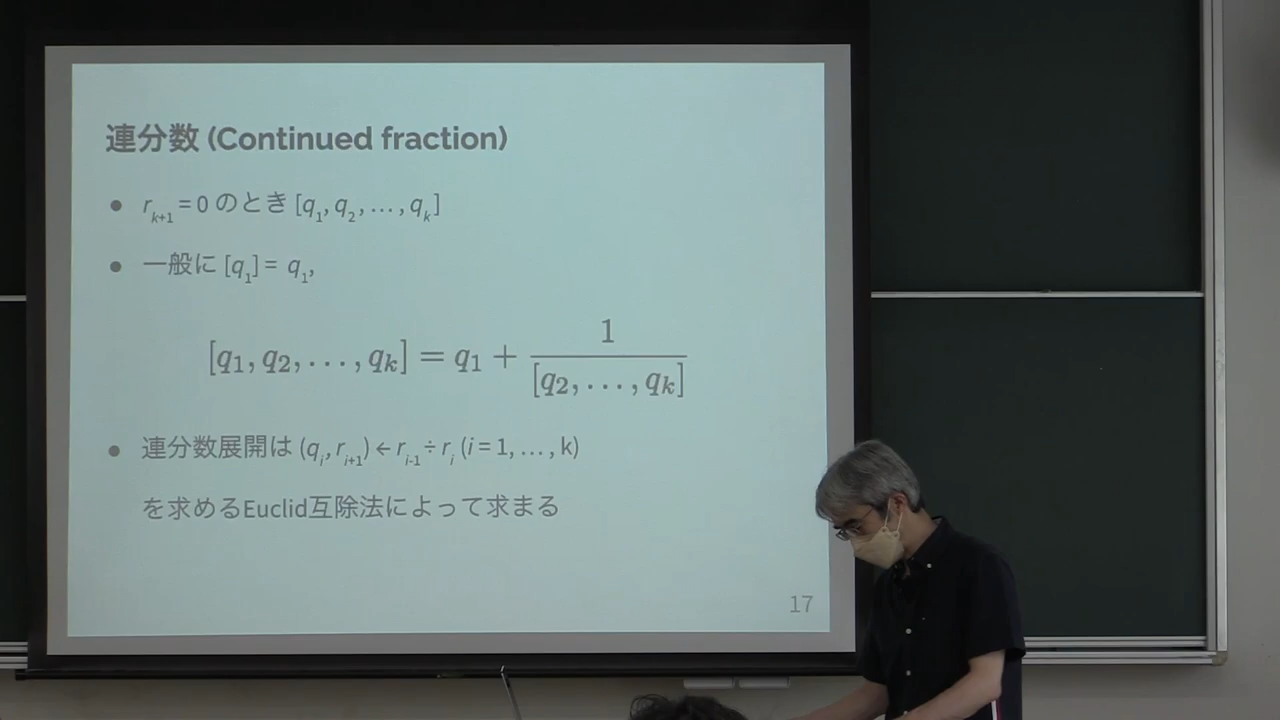 連分数 (Continued fraction)
● r_{k+1} = 0 のとき [q_1, q_2, …, q_k]
● 一般に [q_1] = q_1,
[q_1, q_2, …, q_k] = q_1 + \frac{1}{[q_2, …, q_k]}
● 連分数展開は (q_i, r_{i+1}) ← r_{i-1} ÷ r_i (i = 1, …, k)
を求めるEuclid互除法によって求まる
17